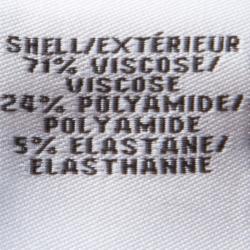 SHELL/EXTÉRIEUR
71% VISCOSE/
VISCOSE
24% POLYAMIDE/
POLYAMIDE
5% ELASTANE/
ELASTHANNE